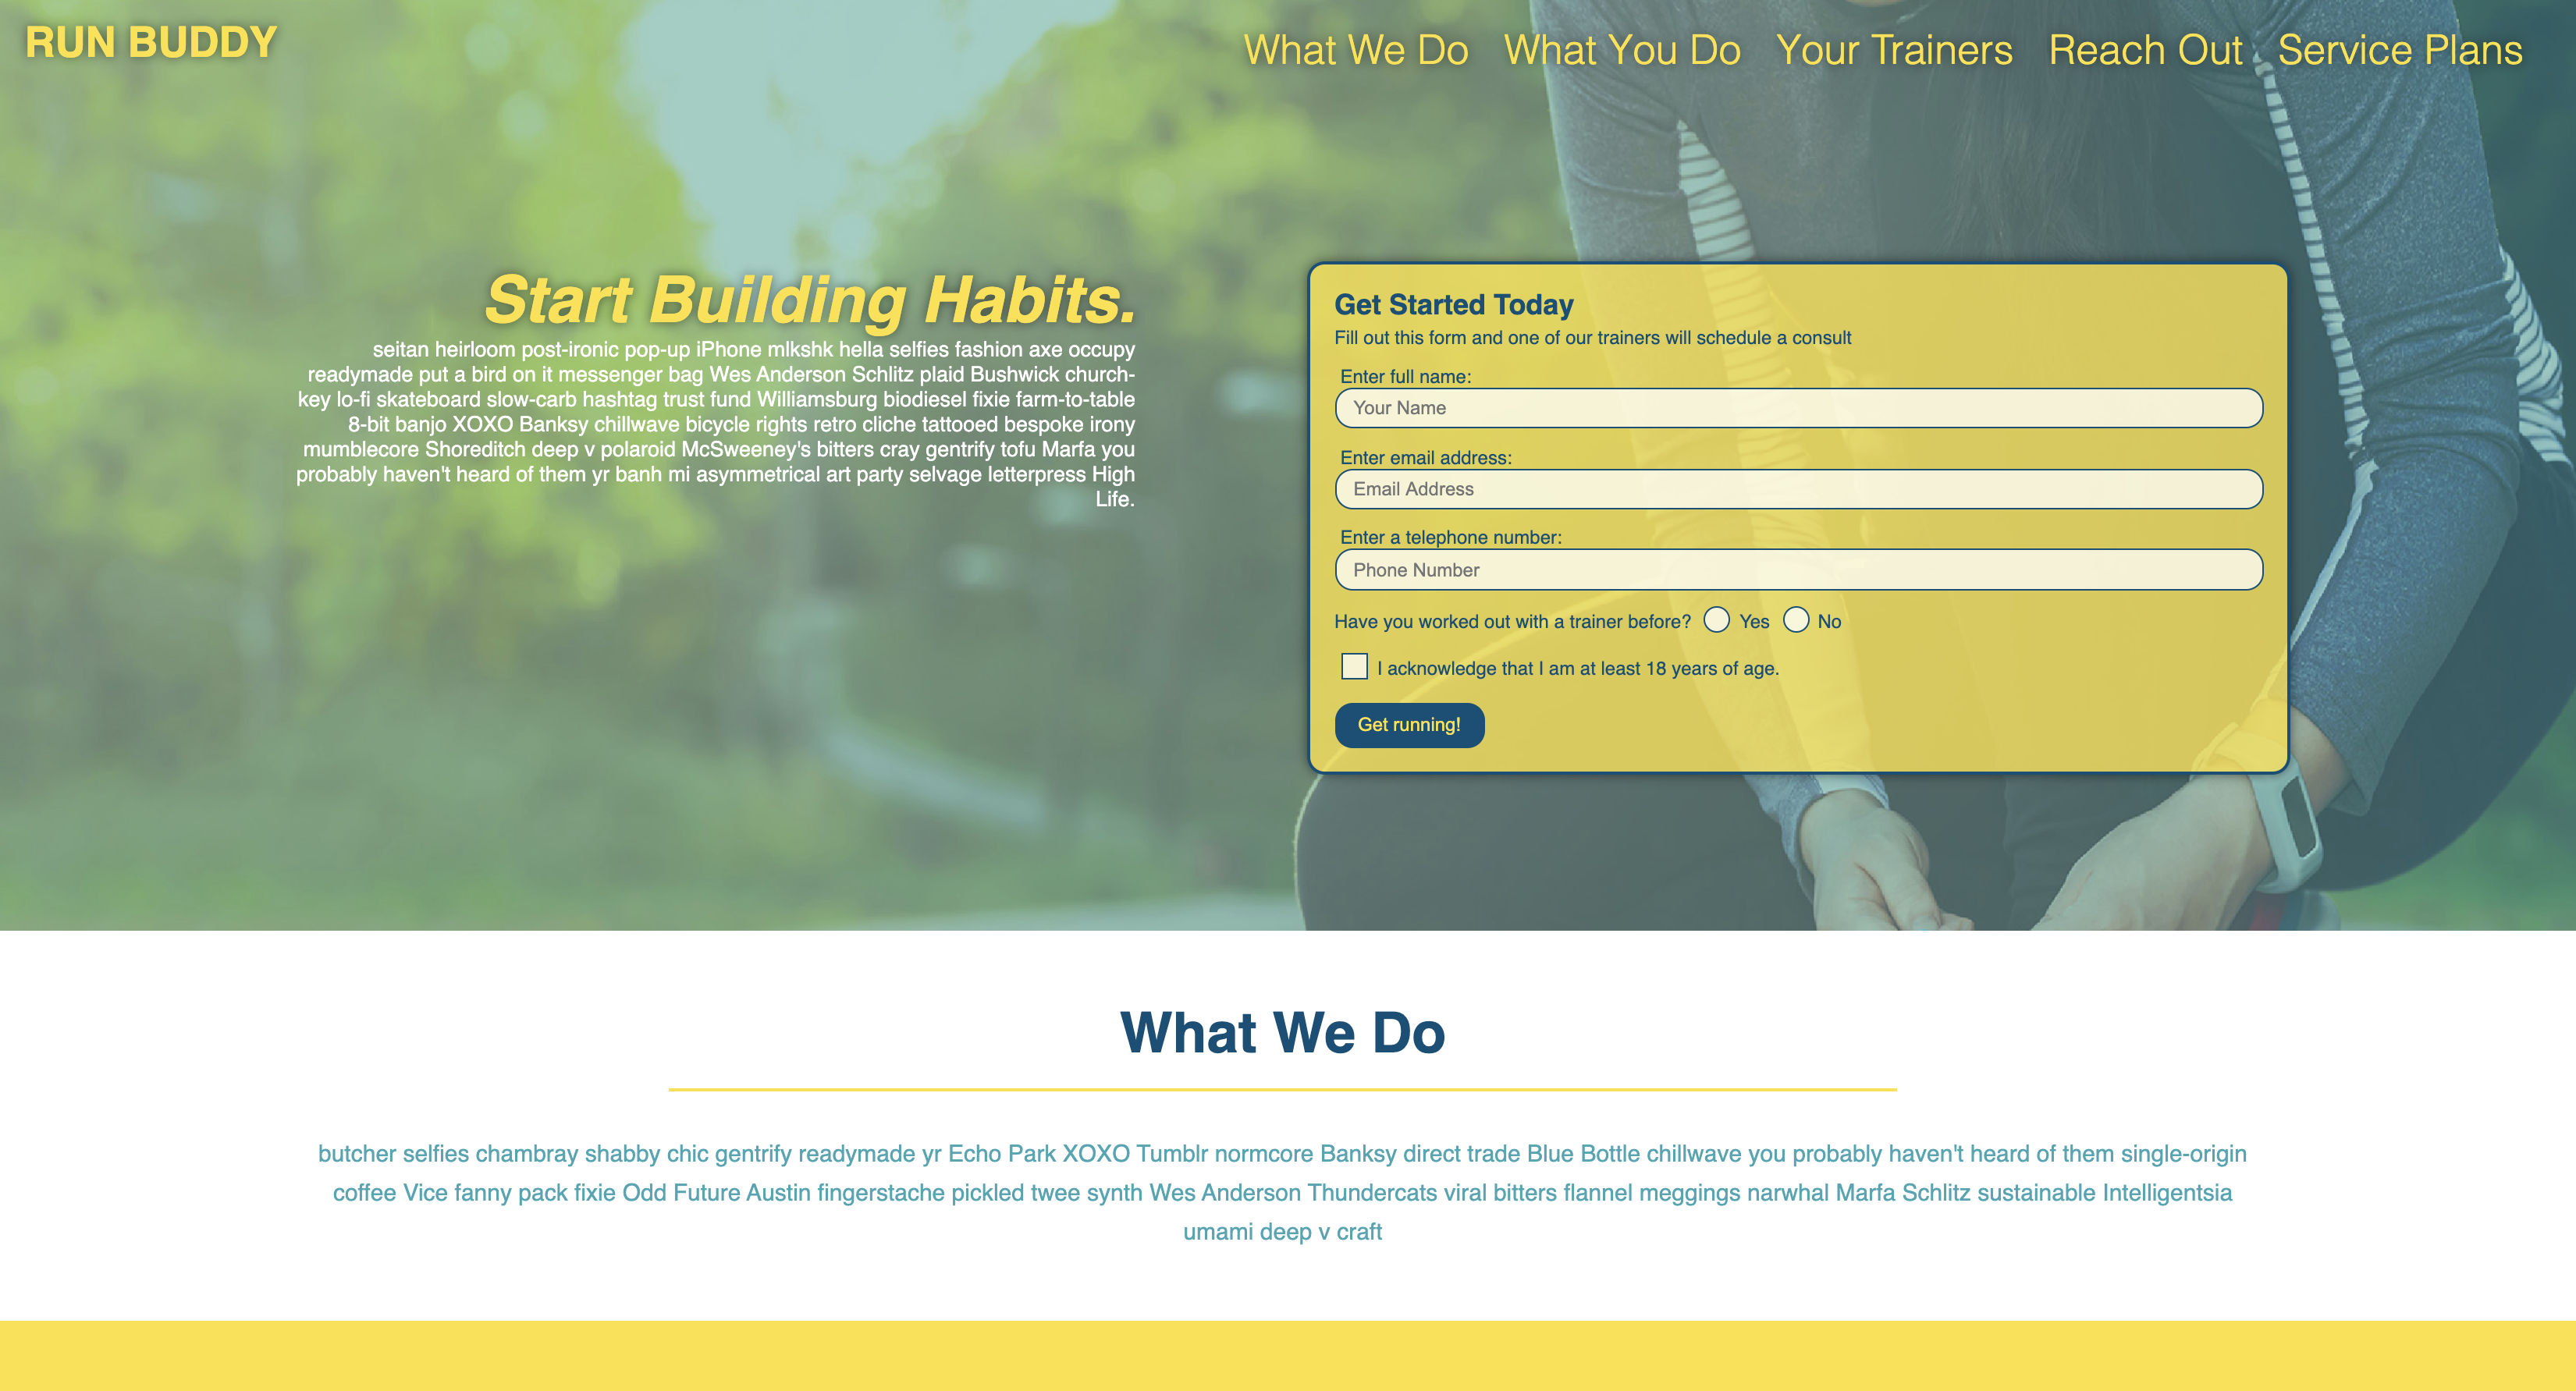 RUN BUDDY
What We Do What You Do Your Trainers Reach Out Service Plans
Start Building Habits.
seitan heirloom post-ironic pop-up iPhone mlkshk hella selfies fashion axe occupy
readymade put a bird on it messenger bag Wes Anderson Schlitz plaid Bushwick church-
key lo-fi skateboard slow-carb hashtag trust fund Williamsburg biodiesel fixie farm-to-table
8-bit banjo XOXO Banksy chillwave bicycle rights retro cliche tattooed bespoke irony
mumblecore Shoreditch deep v polaroid McSweeney's bitters cray gentrify tofu Marfa you
probably haven't heard of them yr banh mi asymmetrical art party selvage letterpress High
Life.
Get Started Today
Fill out this form and one of our trainers will schedule a consult
Enter full name:
Your Name
Enter email address:
Email Address
Enter a telephone number:
Phone Number
Have you worked out with a trainer before? Yes No
I acknowledge that I am at least 18 years of age.
Get running!
What We Do
butcher selfies chambray shabby chic gentrify readymade yr Echo Park XOXO Tumblr normcore Banksy direct trade Blue Bottle chillwave you probably haven't heard of them single-origin
coffee Vice fanny pack fixie Odd Future Austin fingerstache pickled twee synth Wes Anderson Thundercats viral bitters flannel meggings narwhal Marfa Schlitz sustainable Intelligentsia
umami deep v craft